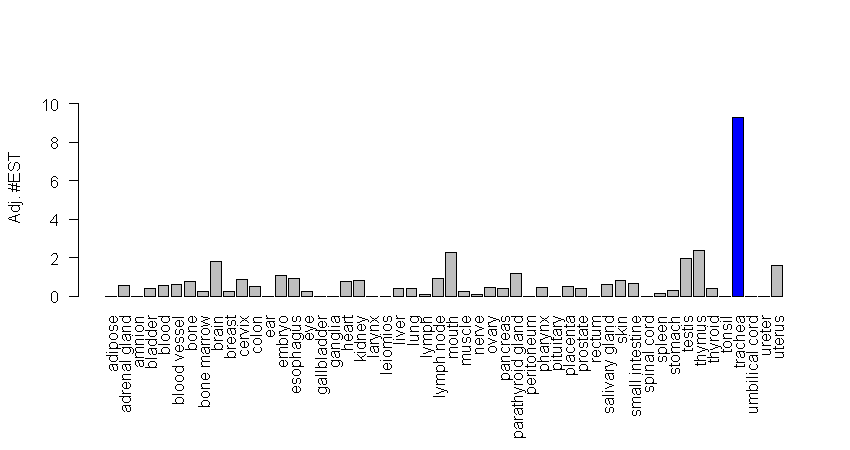 Adj. #EST
10
8
6
4
2
0
adipose
adrenal gland
amnion
bladder
blood
blood vessel
bone
bone marrow
brain
breast
cervix
colon
ear
embryo
esophagus
eye
gallbladder
ganglia
heart
kidney
larynx
leiomios
liver
lung
lymph
lymph node
mouth
muscle
nerve
ovary
pancreas
parathyroid gland
peritoneum
pharynx
pituitary
placenta
prostate
rectum
salivary gland
skin
small intestine
spinal cord
spleen
stomach
testis
thymus
thyroid
tonsil
trachea
umbilical cord
ureter
uterus